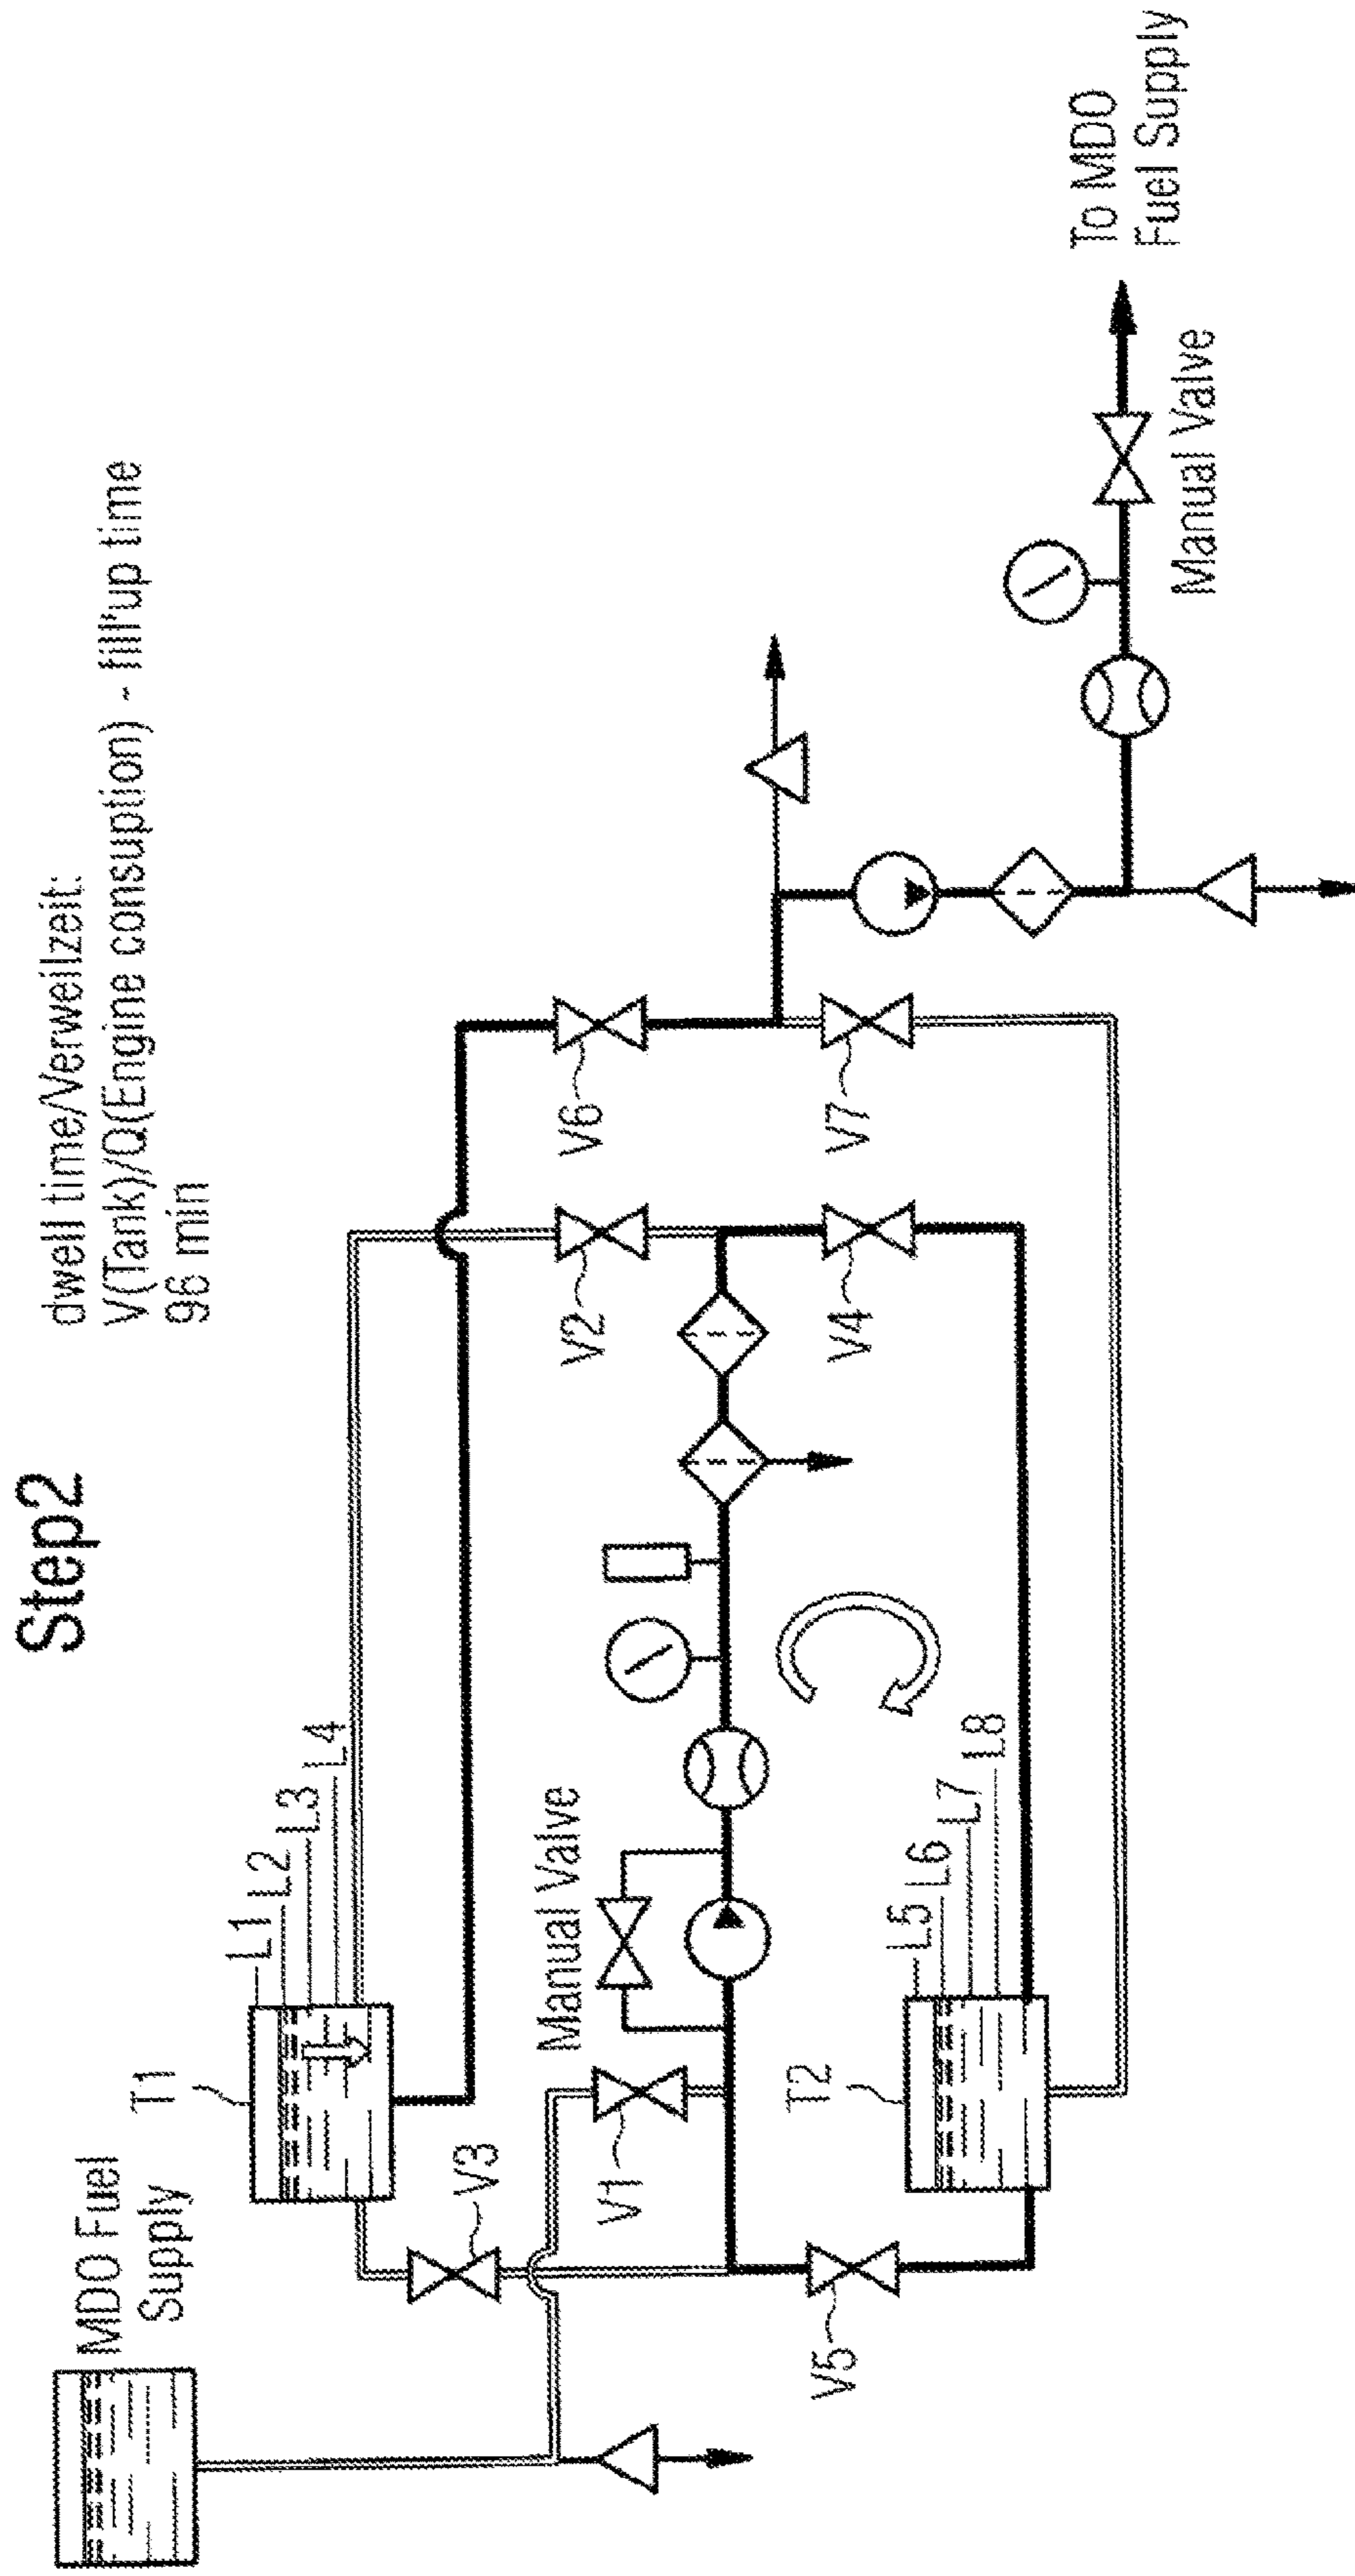 Step2
dwell time/Verweilzeit:
V(Tank)/Q(Engine consuption) - fill'up time
96 min
MDO Fuel
Supply
T1
L1
L2
L3
L4
V3
V1
Manual Valve
V2
V6
V5
T2
L5
L6
L7
L8
V4
V7
Manual Valve
To MDO
Fuel Supply